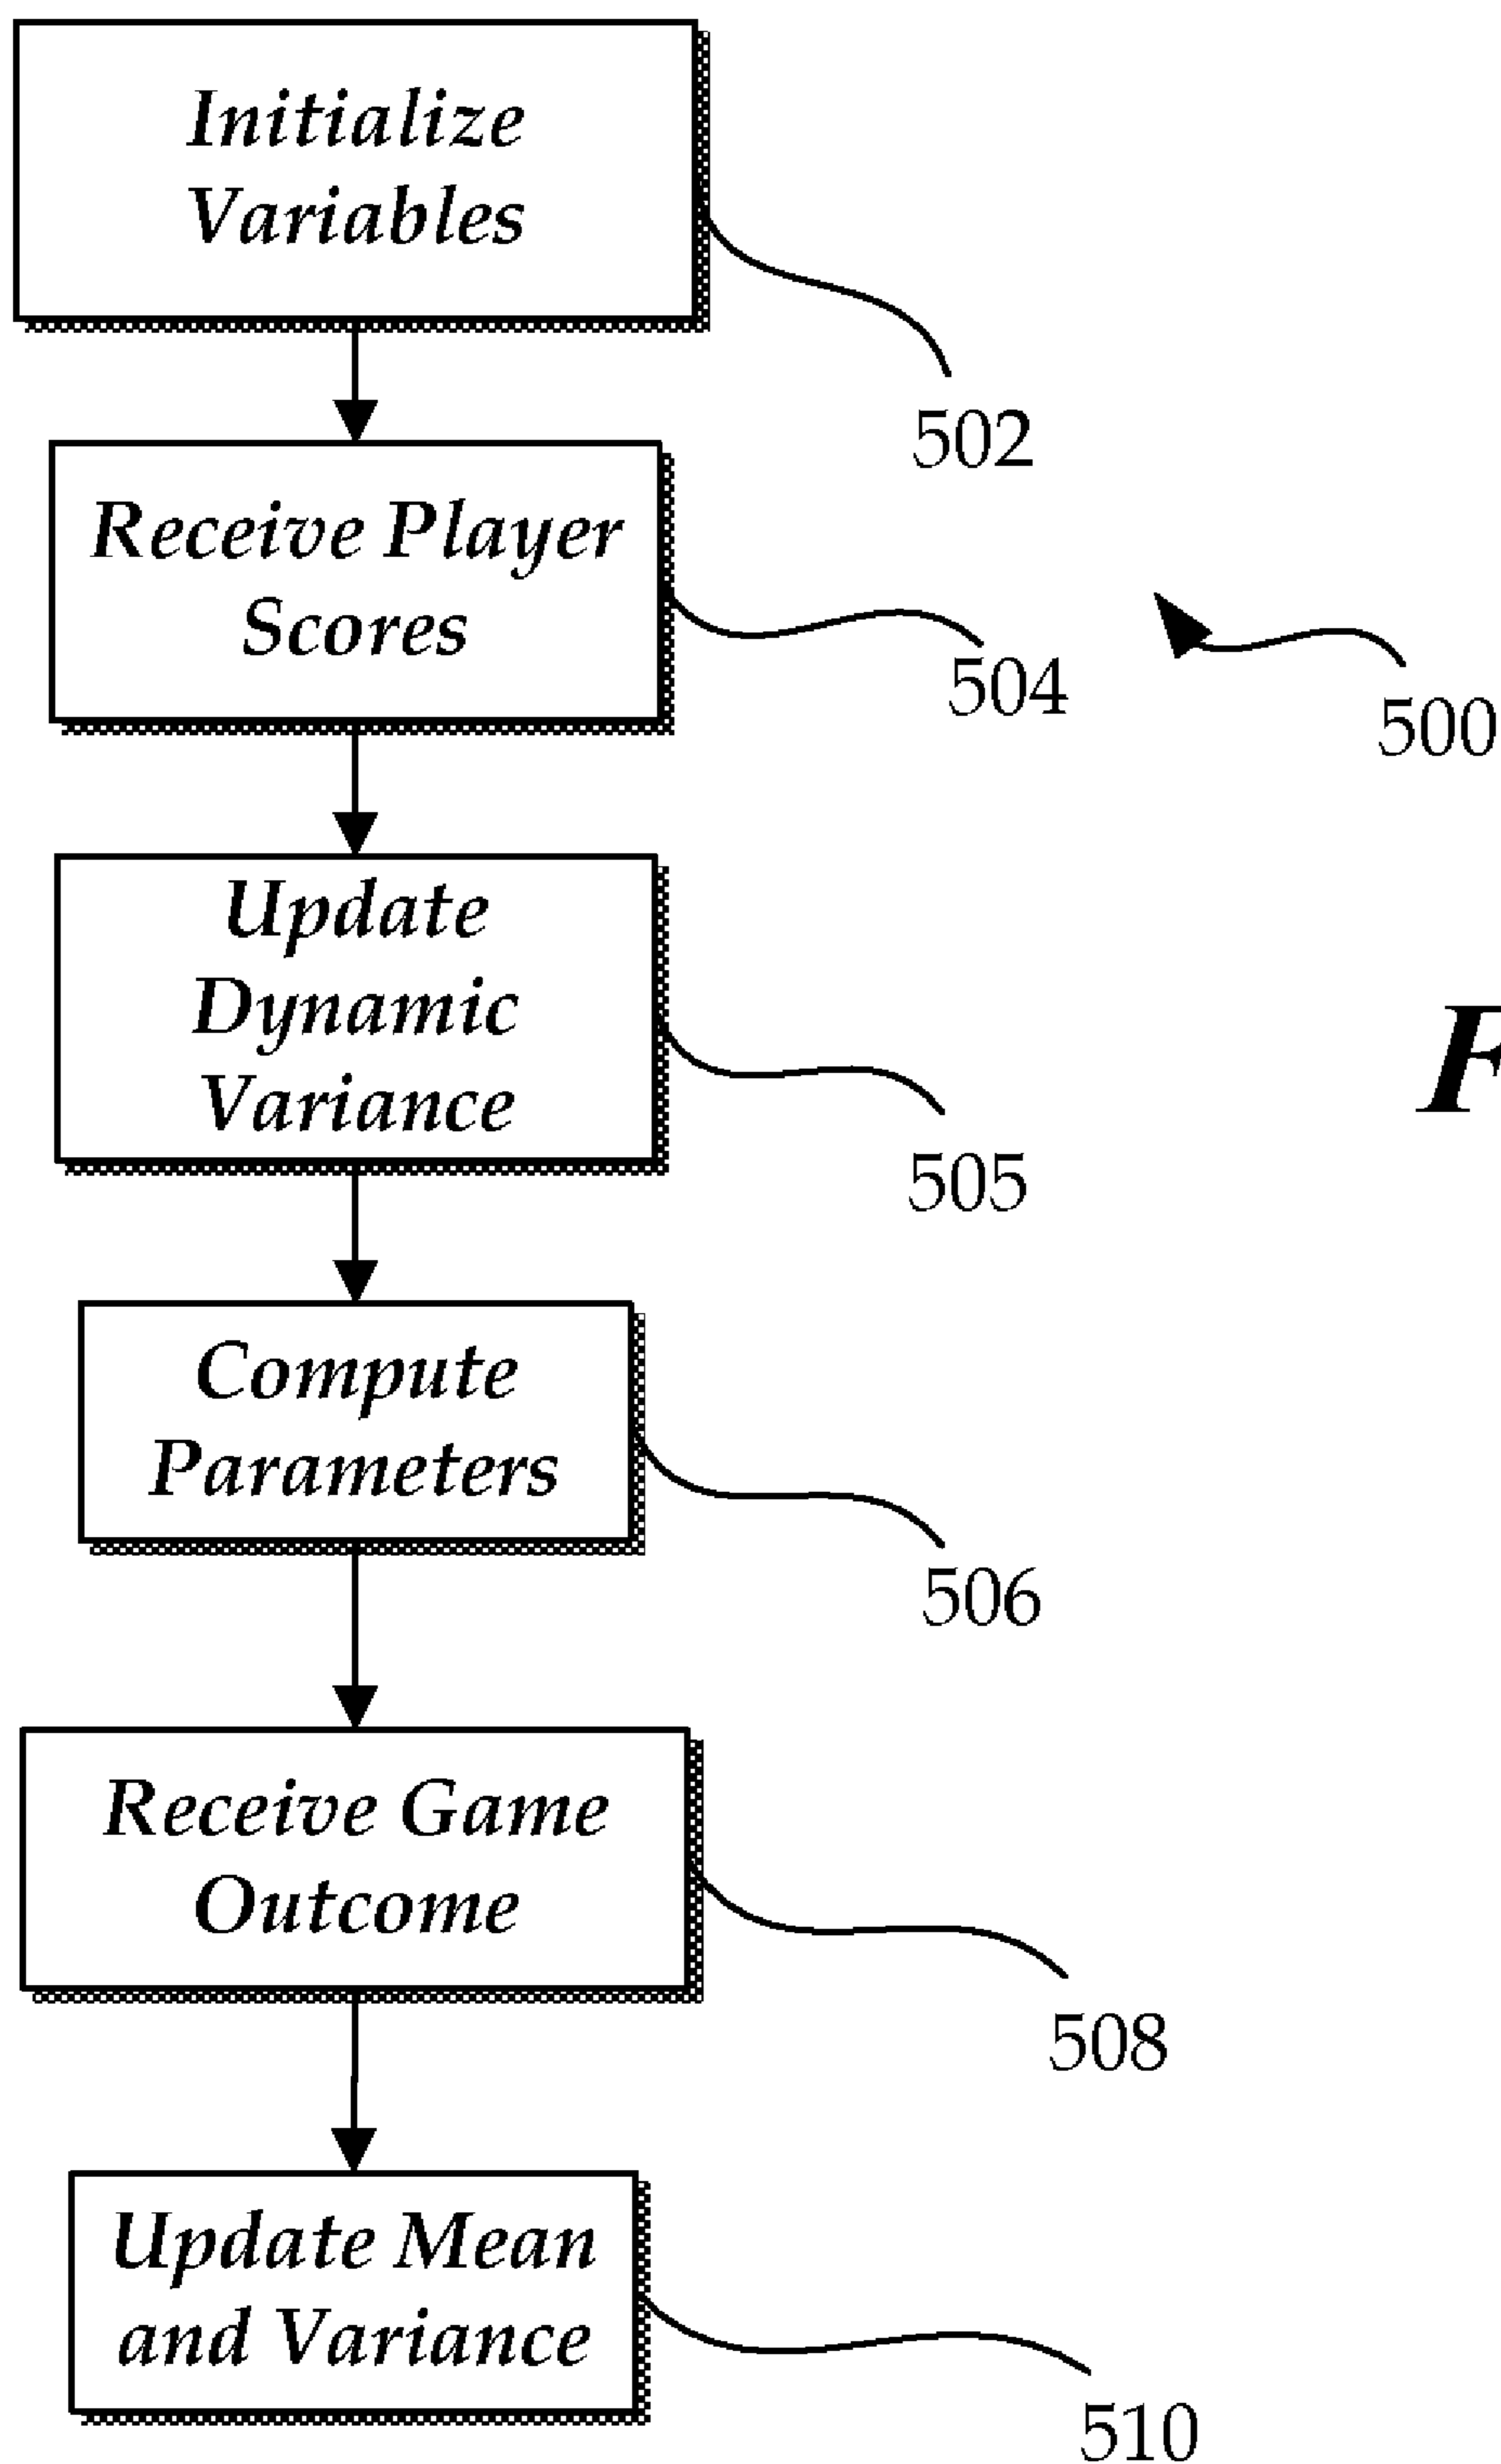 Initialize
Variables
502
Receive Player
Scores
504
500
Update
Dynamic
Variance
505
F
Compute
Parameters
506
Receive Game
Outcome
508
Update Mean
and Variance
510